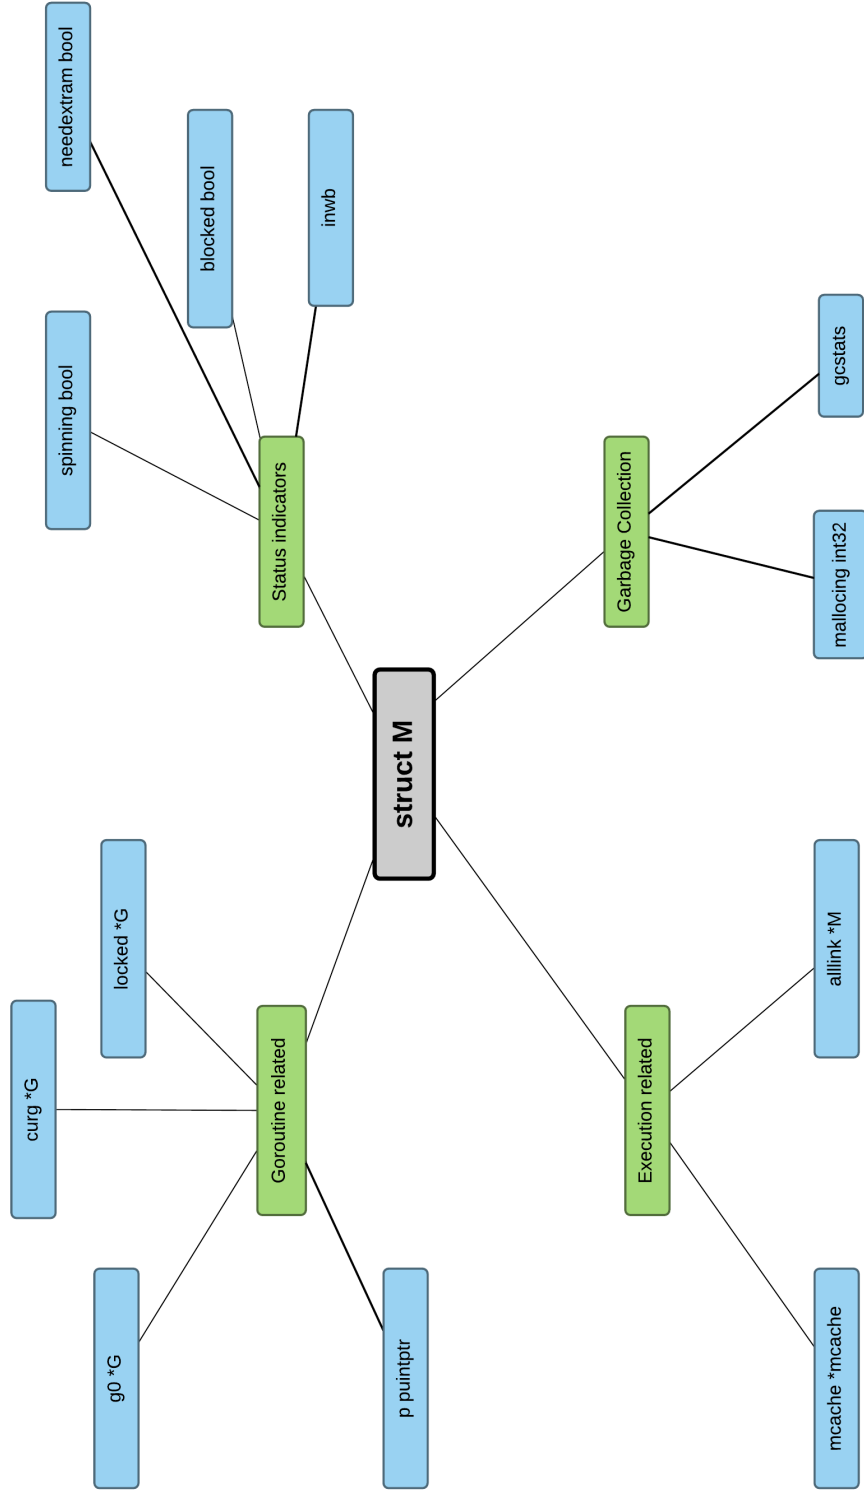 curg *G
g0 *G
locked *G
spinning bool
needextram bool
blocked bool
inwb
Goroutine related
Status indicators
p puintptr
struct M
Execution related
Garbage Collection
mcache *mcache
alllink *M
mallocing int32
gcstats